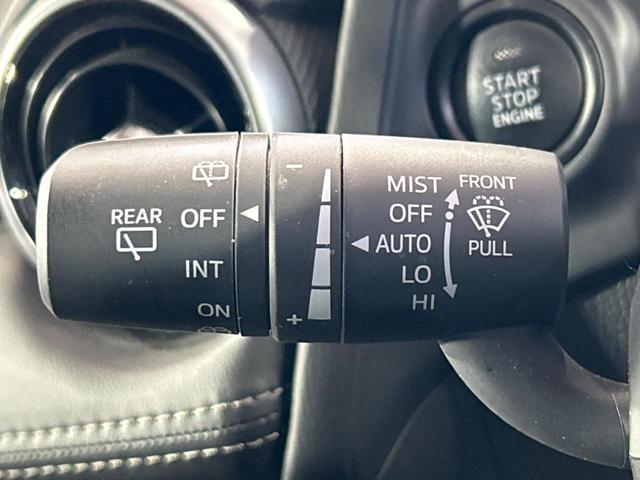 START
STOP
ENGINE
REAR
OFF
INT
ON
-
+
MIST
OFF
AUTO
LO
HI
FRONT
PULL